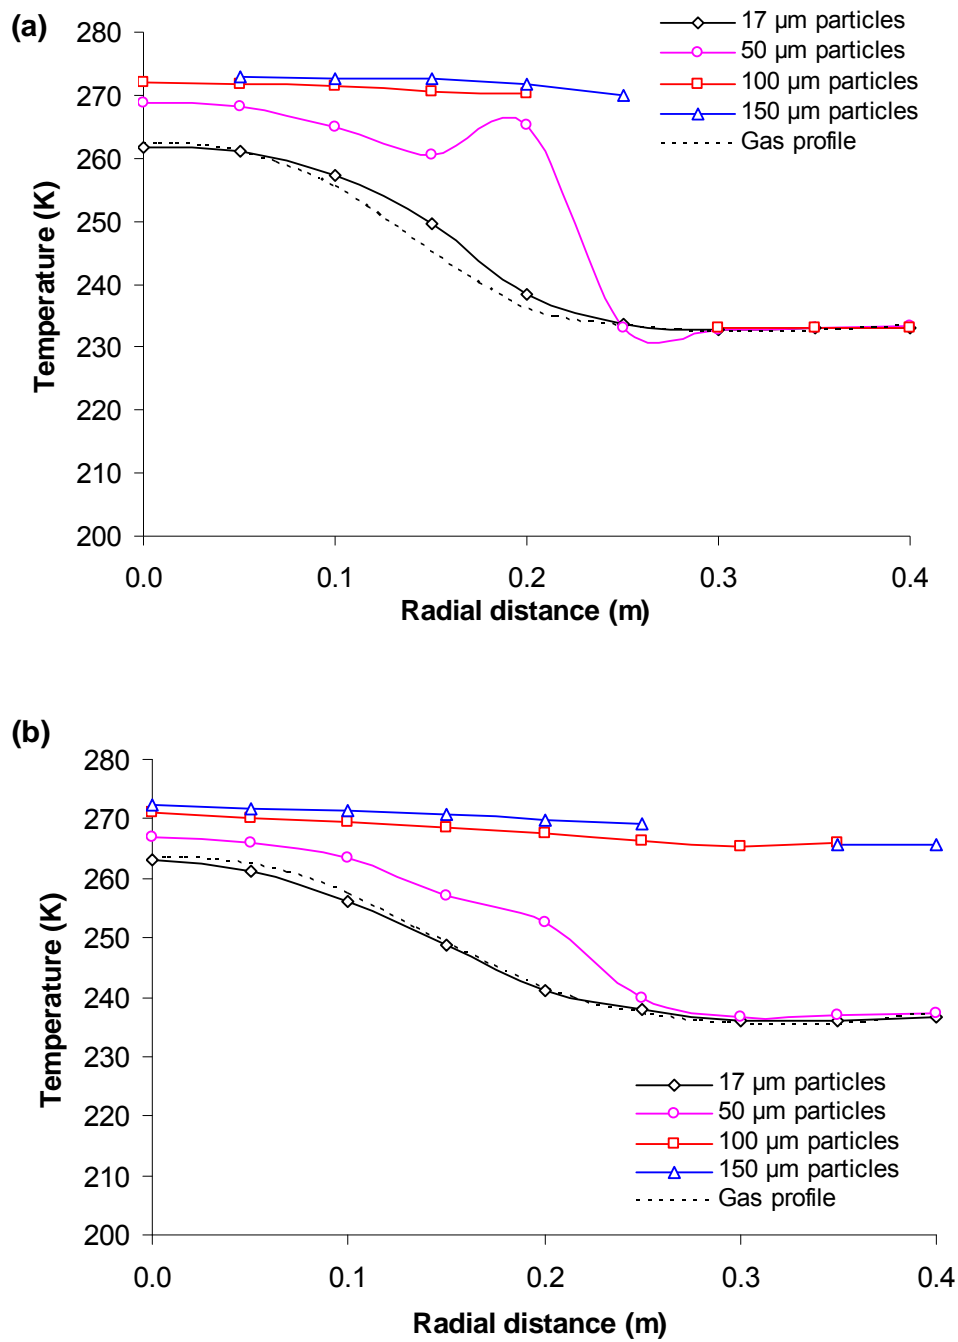 (a)
280
270
260
250
240
230
220
210
200
Temperature (K)
0.0 0.1 0.2 0.3 0.4
Radial distance (m)
17 µm particles
50 µm particles
100 µm particles
150 µm particles
Gas profile
(b)
280
270
260
250
240
230
220
210
200
Temperature (K)
0.0 0.1 0.2 0.3 0.4
Radial distance (m)
17 µm particles
50 µm particles
100 µm particles
150 µm particles
Gas profile